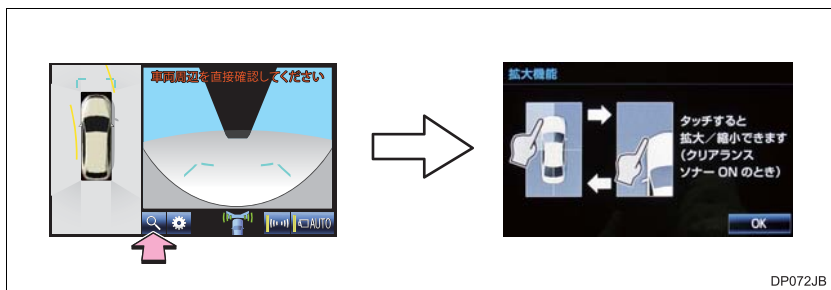 車両周辺を直接確認してください
AUTO
拡大機能
タッチすると
拡大／縮小できます
（クリアランス
ソナー ON のとき）
OK
DP072JB